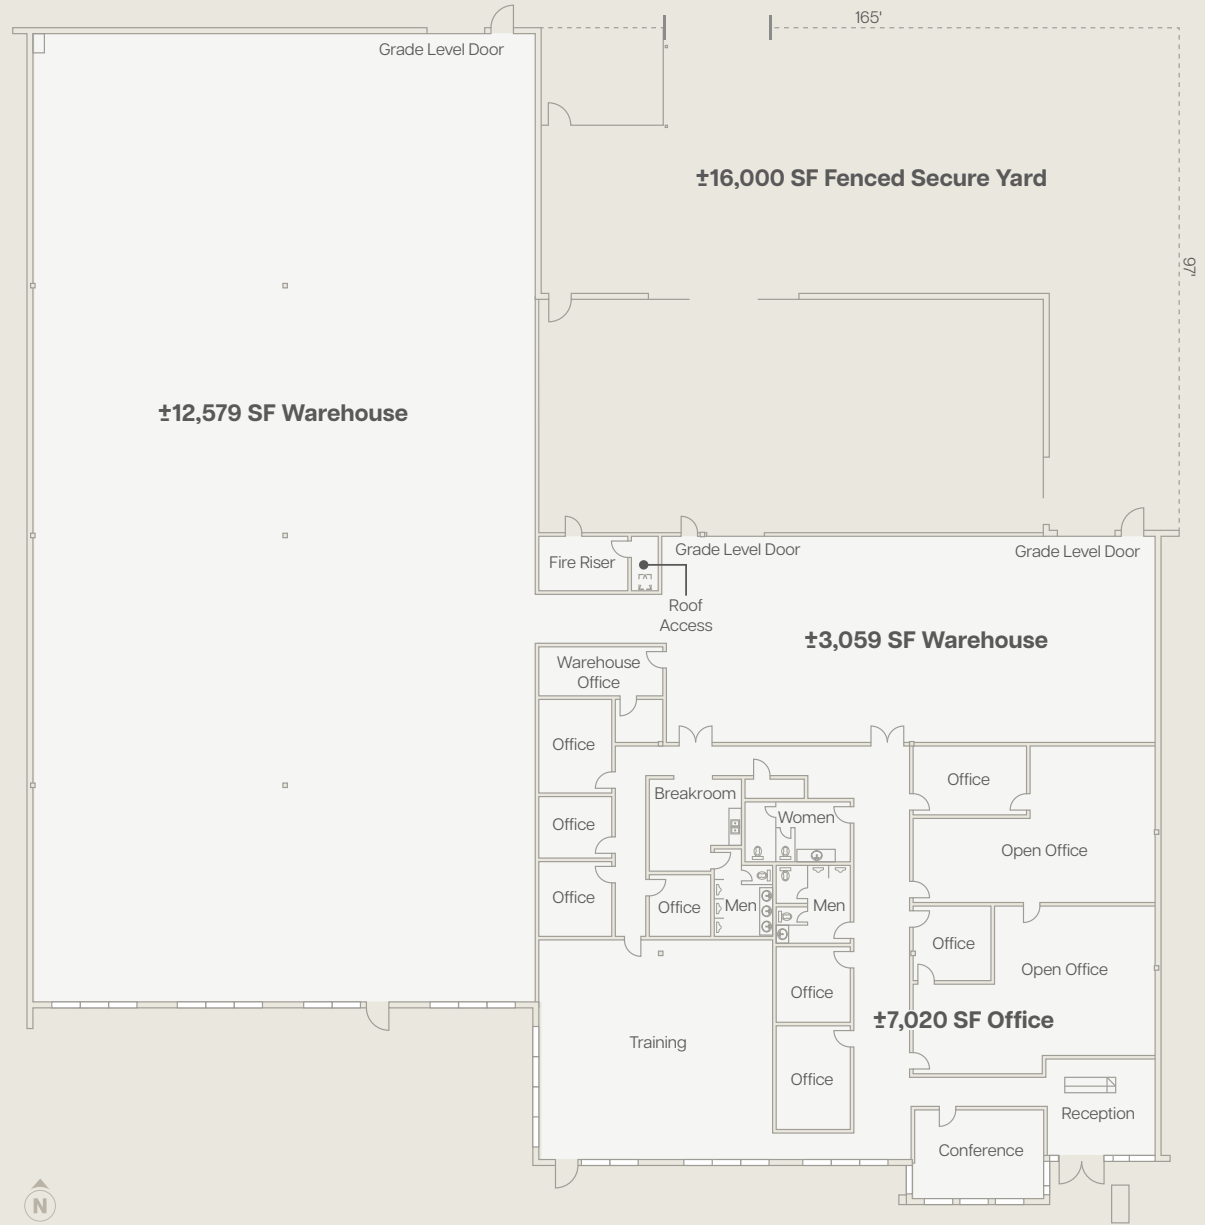 165'
Grade Level Door
±16,000 SF Fenced Secure Yard
97'
±12,579 SF Warehouse
Fire Riser
Grade Level Door
Grade Level Door
Roof
Access
±3,059 SF Warehouse
Warehouse
Office
Office
Office
Breakroom
Women
Office
Open Office
Office
Office
Men
Men
Office
Open Office
Office
±7,020 SF Office
Training
Office
Reception
Conference
N